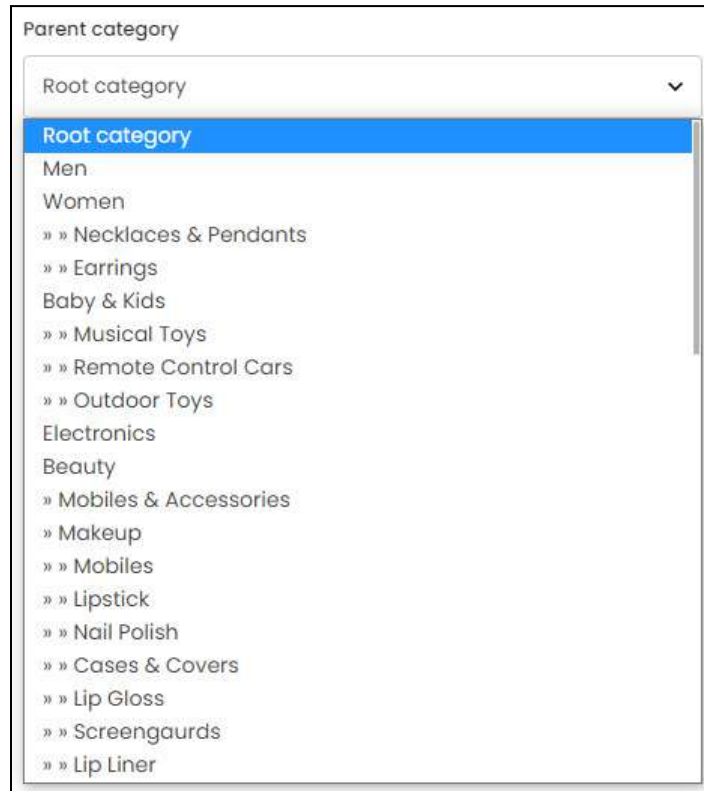 Parent category
Root category
Root category
Men
Women
» » Necklaces & Pendants
» » Earrings
Baby & Kids
» » Musical Toys
» » Remote Control Cars
» » Outdoor Toys
Electronics
Beauty
» Mobiles & Accessories
» Makeup
» » Mobiles
» » Lipstick
» » Nail Polish
» » Cases & Covers
» » Lip Gloss
» » Screengaurds
» » Lip Liner